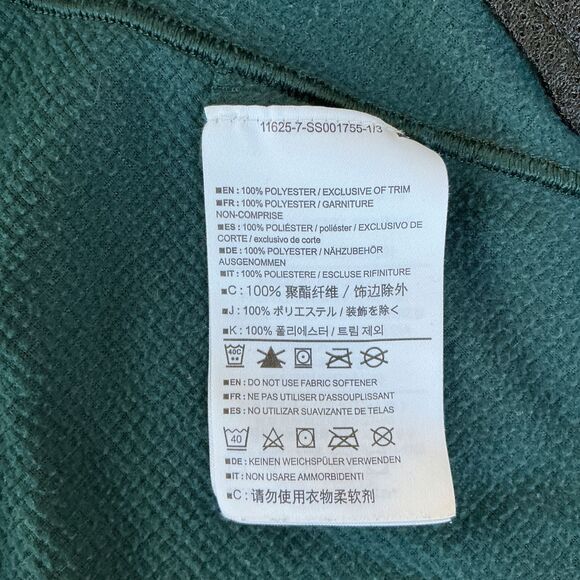 11625-7-SS001755-1/3
■EN : 100% POLYESTER / EXCLUSIVE OF TRIM
■FR : 100% POLYESTER / GARNITURE
NON-COMPRISE
■ES : 100% POLIÉSTER / poliéster / EXCLUSIVO DE
CORTE / exclusivo de corte
■DE : 100% POLYESTER / NÄHZUBEHÖR
AUSGENOMMEN
■IT : 100% POLIESTERE / ESCLUSE RIFINITURE
■C: 100% 聚酯纤维 / 饰边除外
■J : 100% ポリエステル / 装飾を除く
■K : 100% 폴리에스터 / 트림 제외
40C
■EN : DO NOT USE FABRIC SOFTENER
■FR : NE PAS UTILISER D'ASSOUPLISSANT
■ES : NO UTILIZAR SUAVIZANTE DE TELAS
40
■DE : KEINEN WEICHSPÜLER VERWENDEN
■IT : NON USARE AMMORBIDENTI
■C : 请勿使用衣物柔软剂